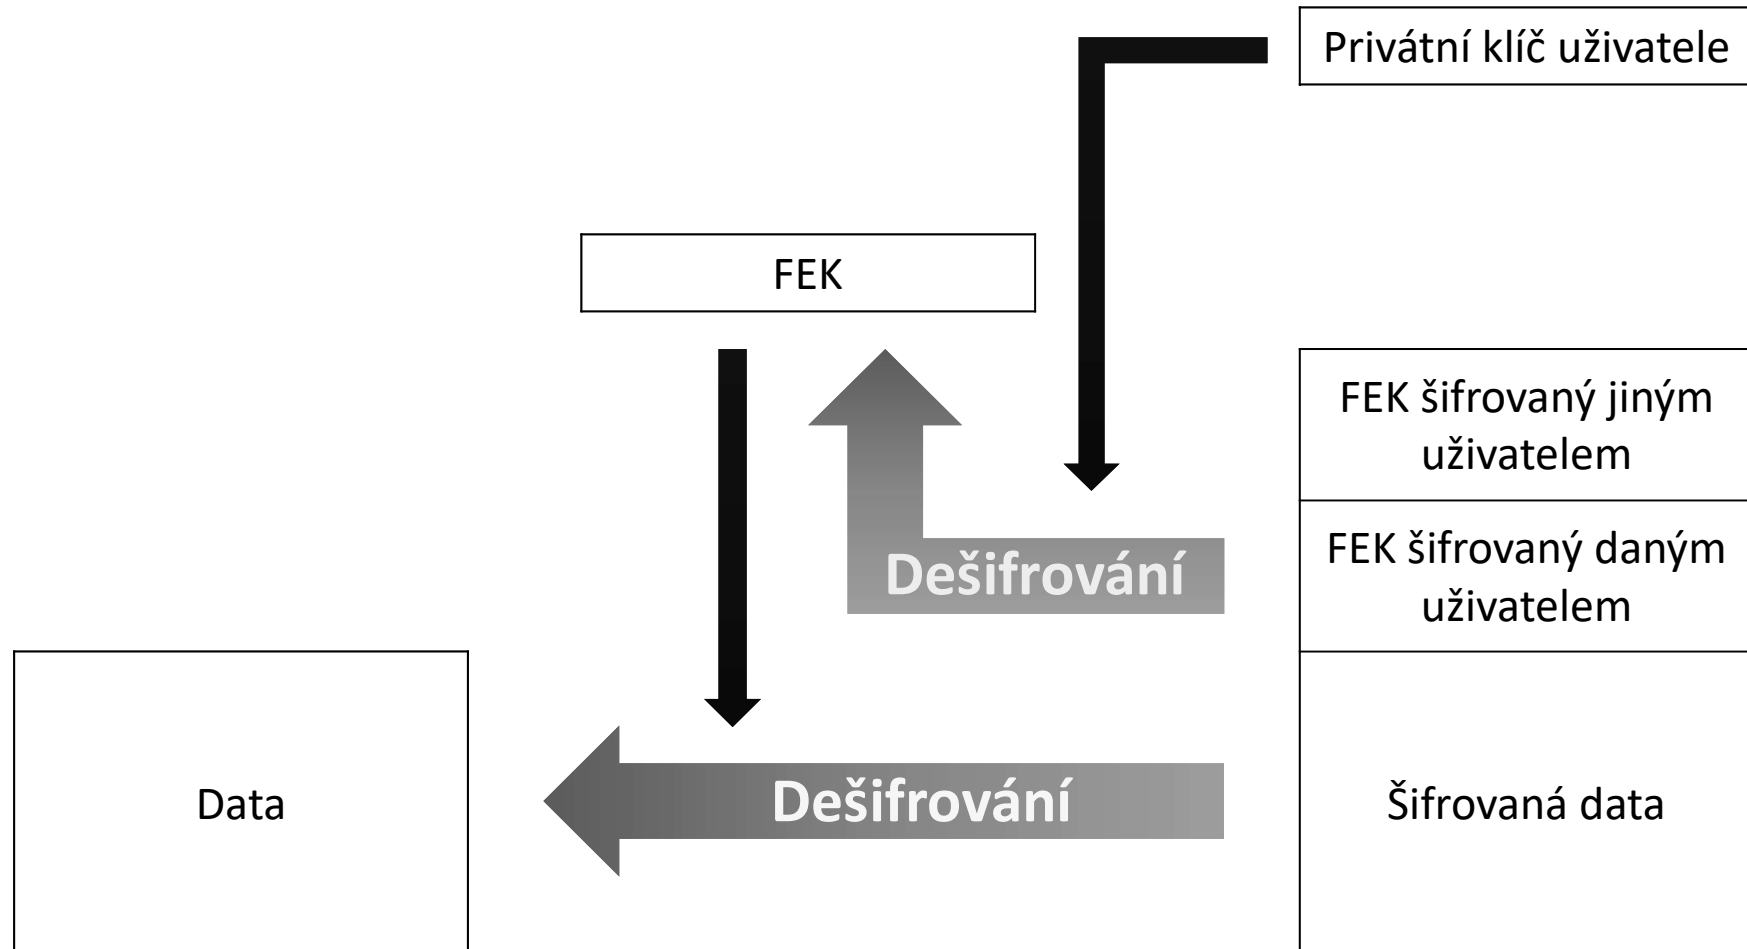 Privátní klíč uživatele
FEK
FEK šifrovaný jiným
uživatelem
FEK šifrovaný daným
uživatelem
Dešifrování
Data
Dešifrování
Šifrovaná data